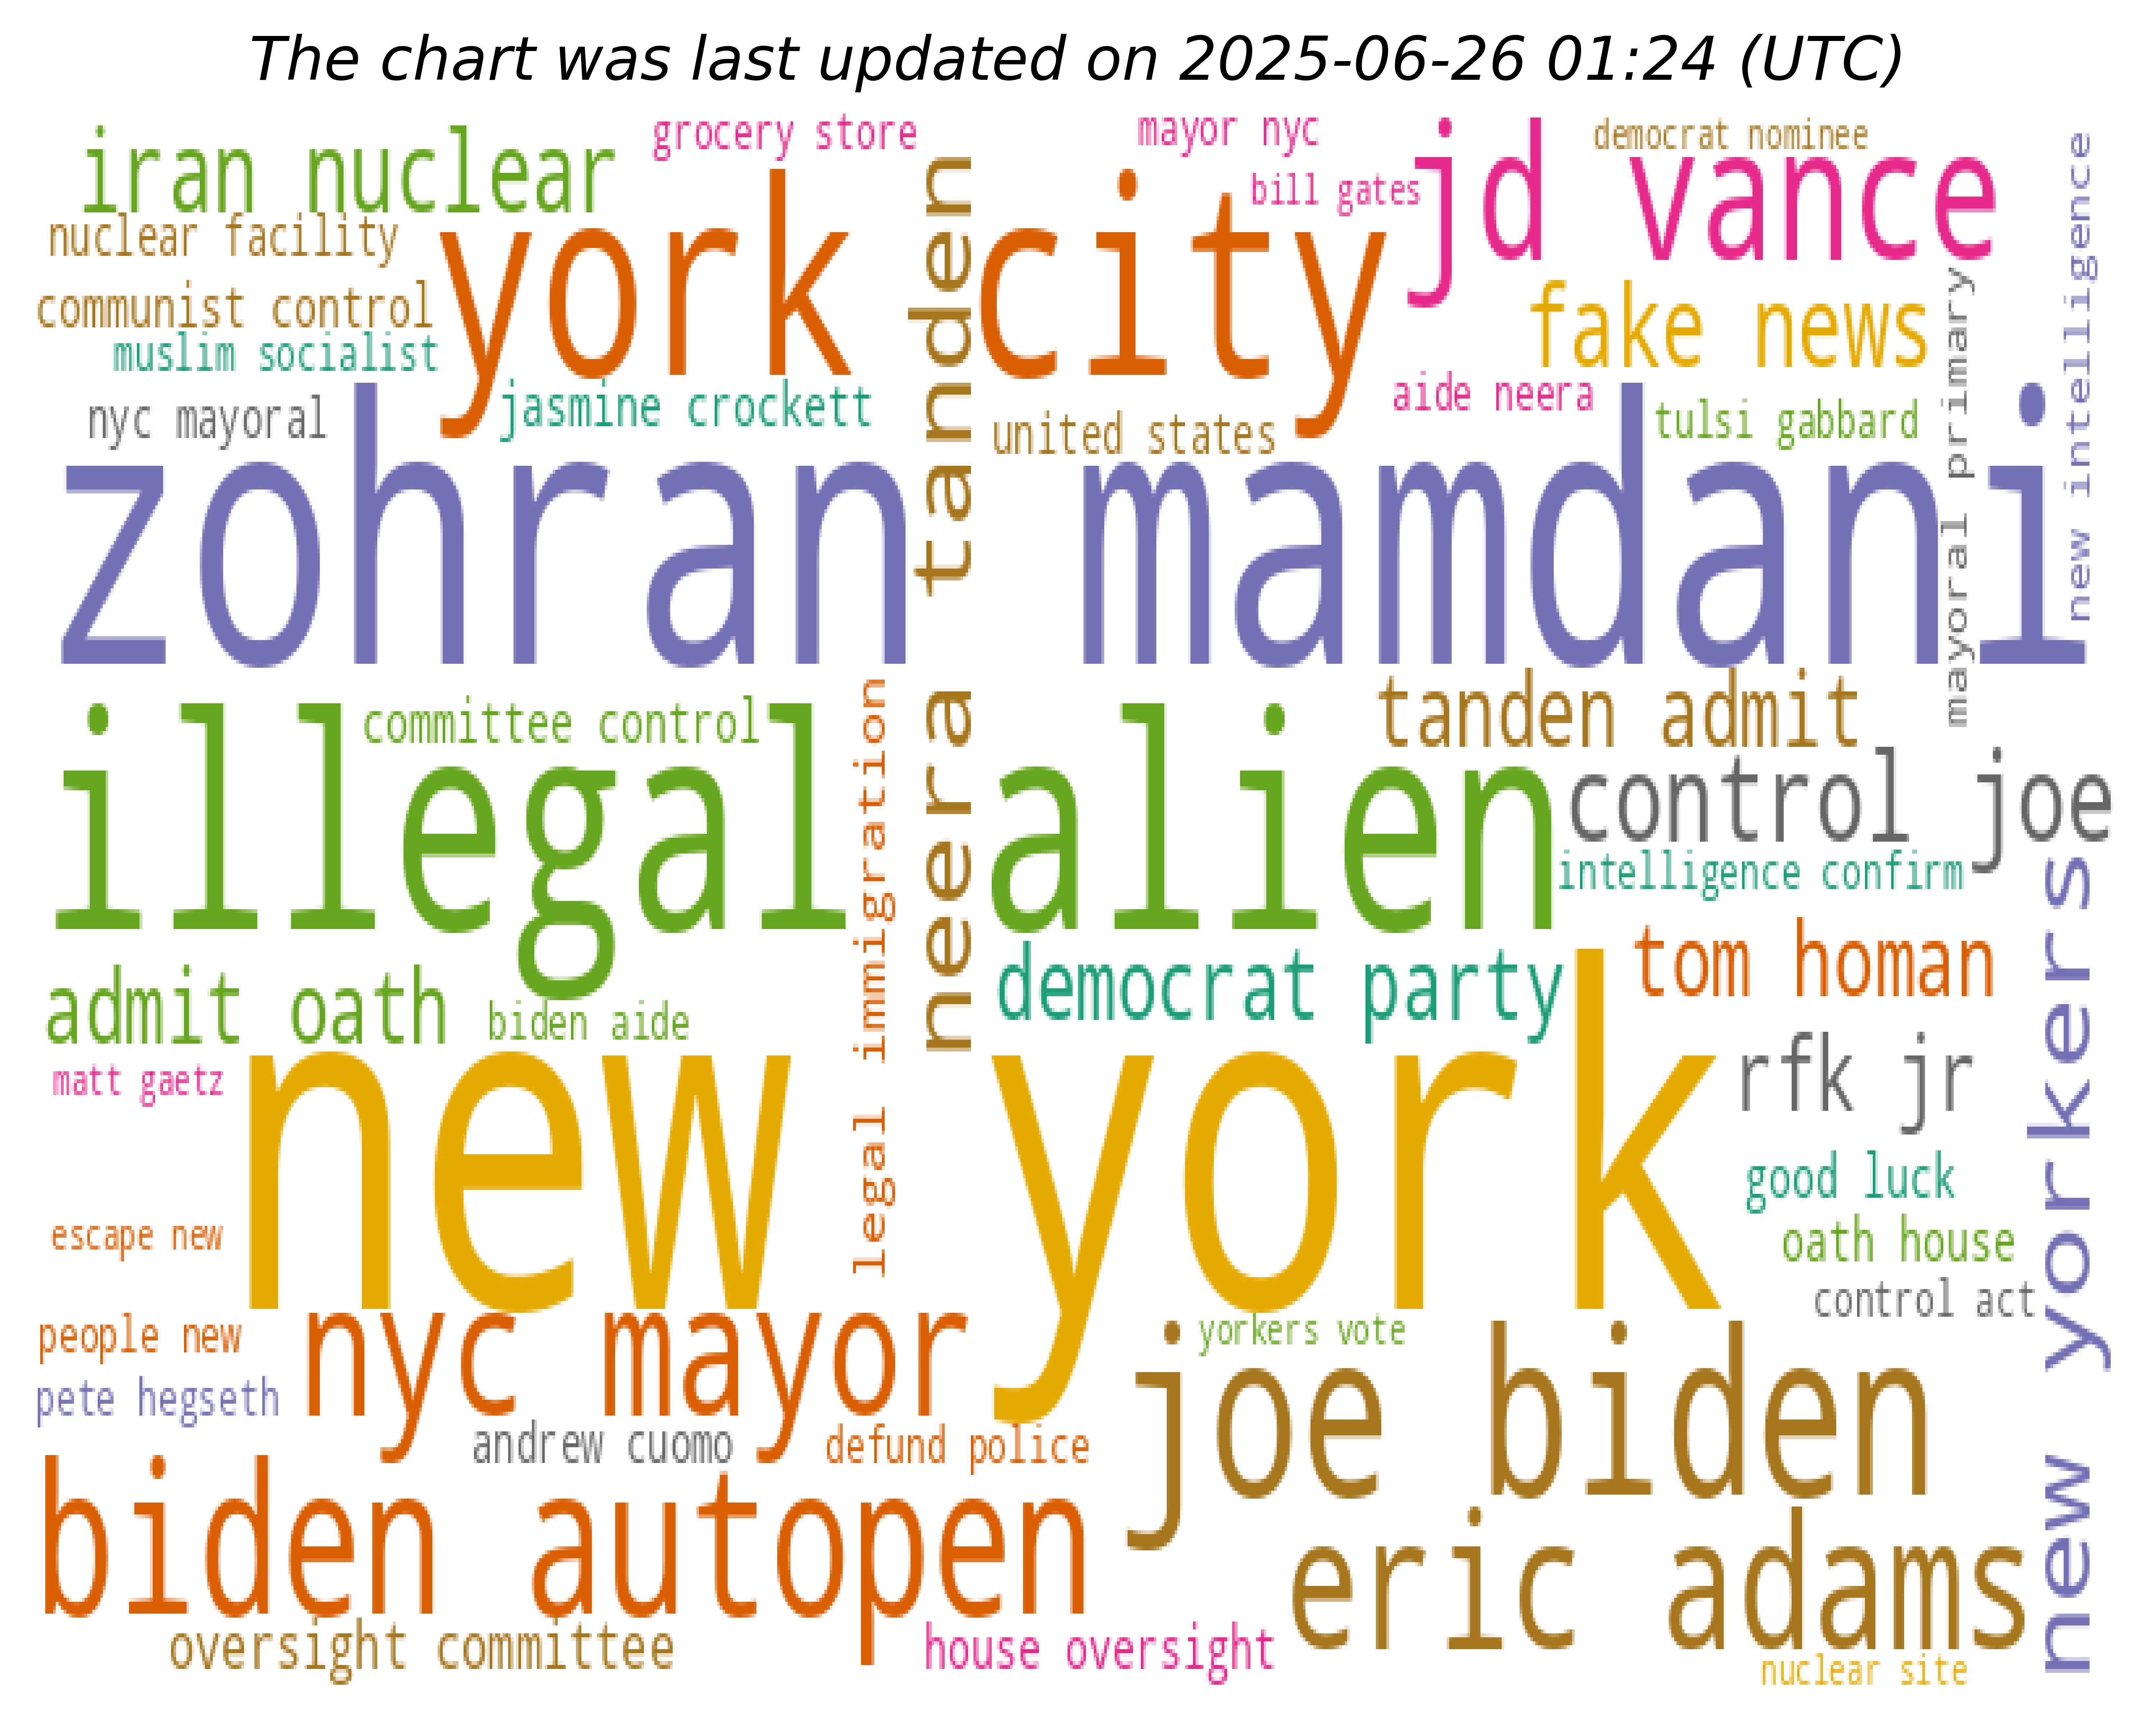 The chart was last updated on 2025-06-26 01:24 (UTC)
iran nuclear
grocery store
mayor nyc
jd vance
democrat nominee
bill gates
nuclear facility
york city
new intelligence
communist control
fake news
muslim socialist
mayoral primary
nyc mayoral
jasmine crockett
united states
aide neera
tulsi gabbard
zohran mamdani
neera tanden
tanden admit
committee control
illegal alien
control joe
intelligence confirm
legal immigration
democrat party
tom homan
admit oath
biden aide
matt gaetz
new york
rfk jr
new yorkers
good luck
escape new
oath house
control act
people new
nyc mayor
yorkers vote
joe biden
pete hegseth
andrew cuomo
defund police
biden autopen
eric adams
oversight committee
house oversight
nuclear site